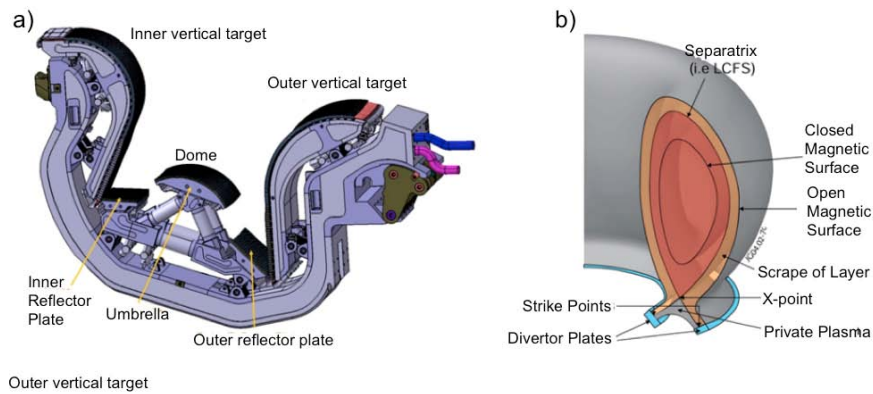 a)
Inner vertical target
Outer vertical target
Dome
Inner
Reflector
Plate
Umbrella
Outer reflector plate
b)
Separatrix
(i.e LCFS)
Closed
Magnetic
Surface
Open
Magnetic
Surface
Scrape of Layer
X-point
Strike Points
Divertor Plates
Private Plasma
Outer vertical target